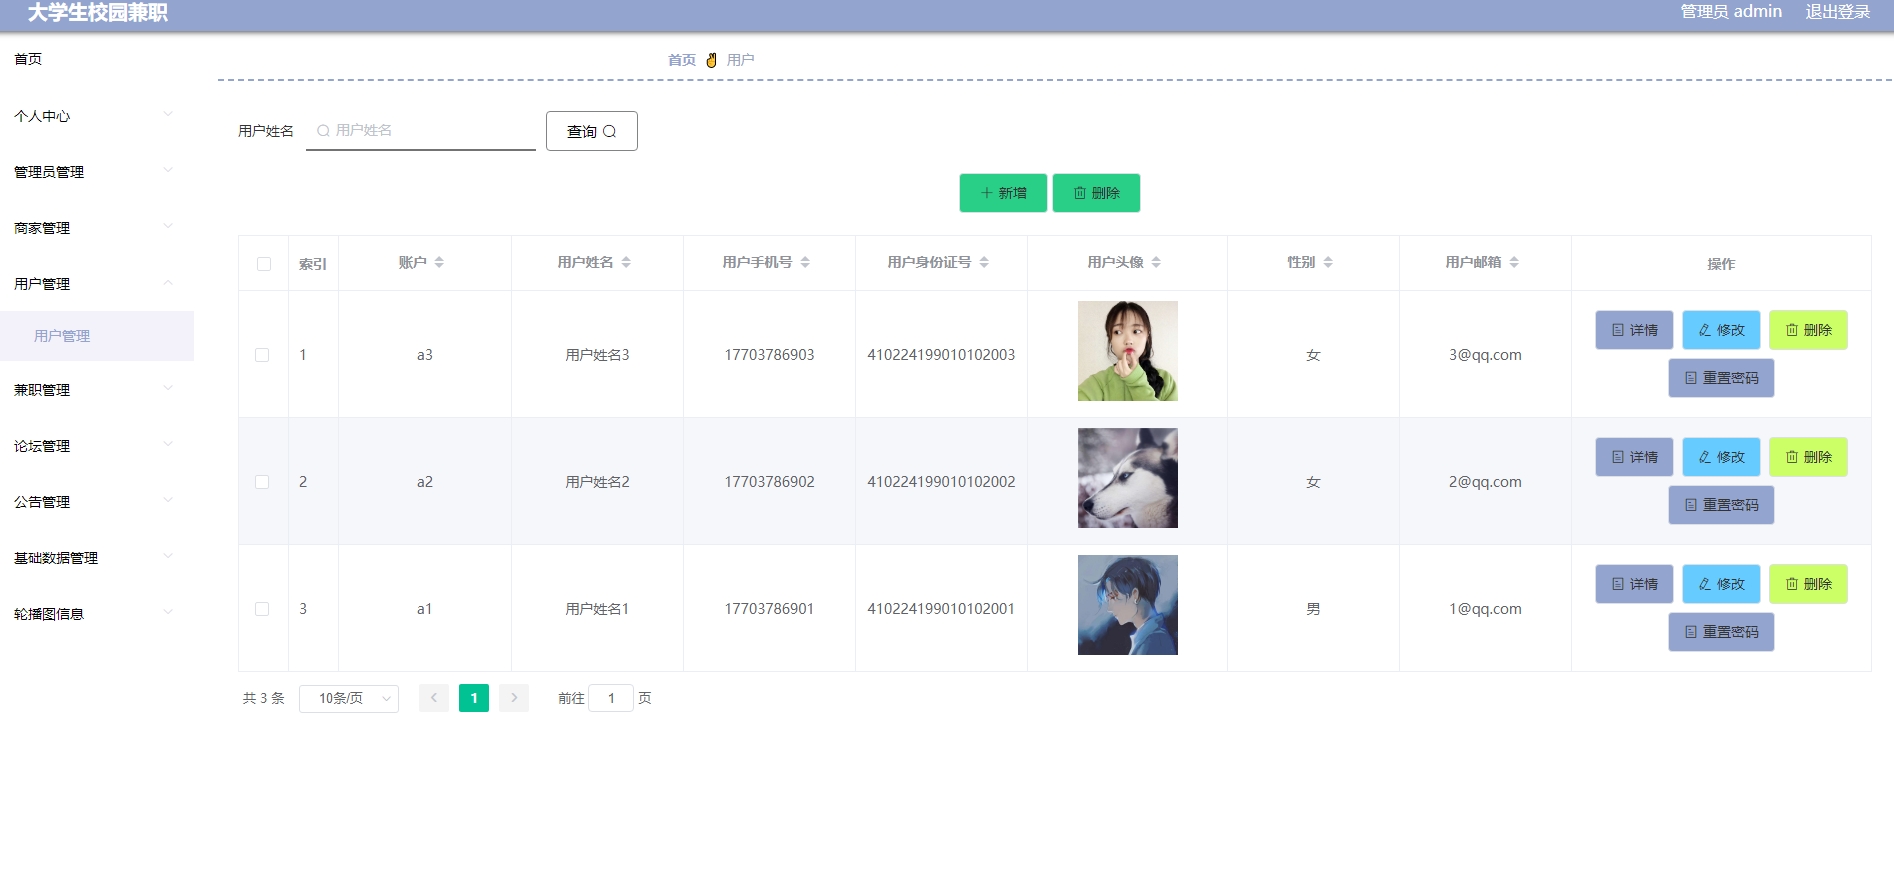 大学生校园兼职
管理员 admin 退出登录
首页
个人中心
管理员管理
商家管理
用户管理
用户管理
兼职管理
论坛管理
公告管理
基础数据管理
轮播图信息
首页 用户
用户姓名 用户姓名 查询
新增 删除
索引 账户 用户姓名 用户手机号 用户身份证号 用户头像 性别 用户邮箱 操作
1 a3 用户姓名3 17703786903 410224199010102003 女 3@qq.com 详情 修改 删除
重置密码
2 a2 用户姓名2 17703786902 410224199010102002 女 2@qq.com 详情 修改 删除
重置密码
3 a1 用户姓名1 17703786901 410224199010102001 男 1@qq.com 详情 修改 删除
重置密码
共 3 条 10条/页 1 前往 1 页